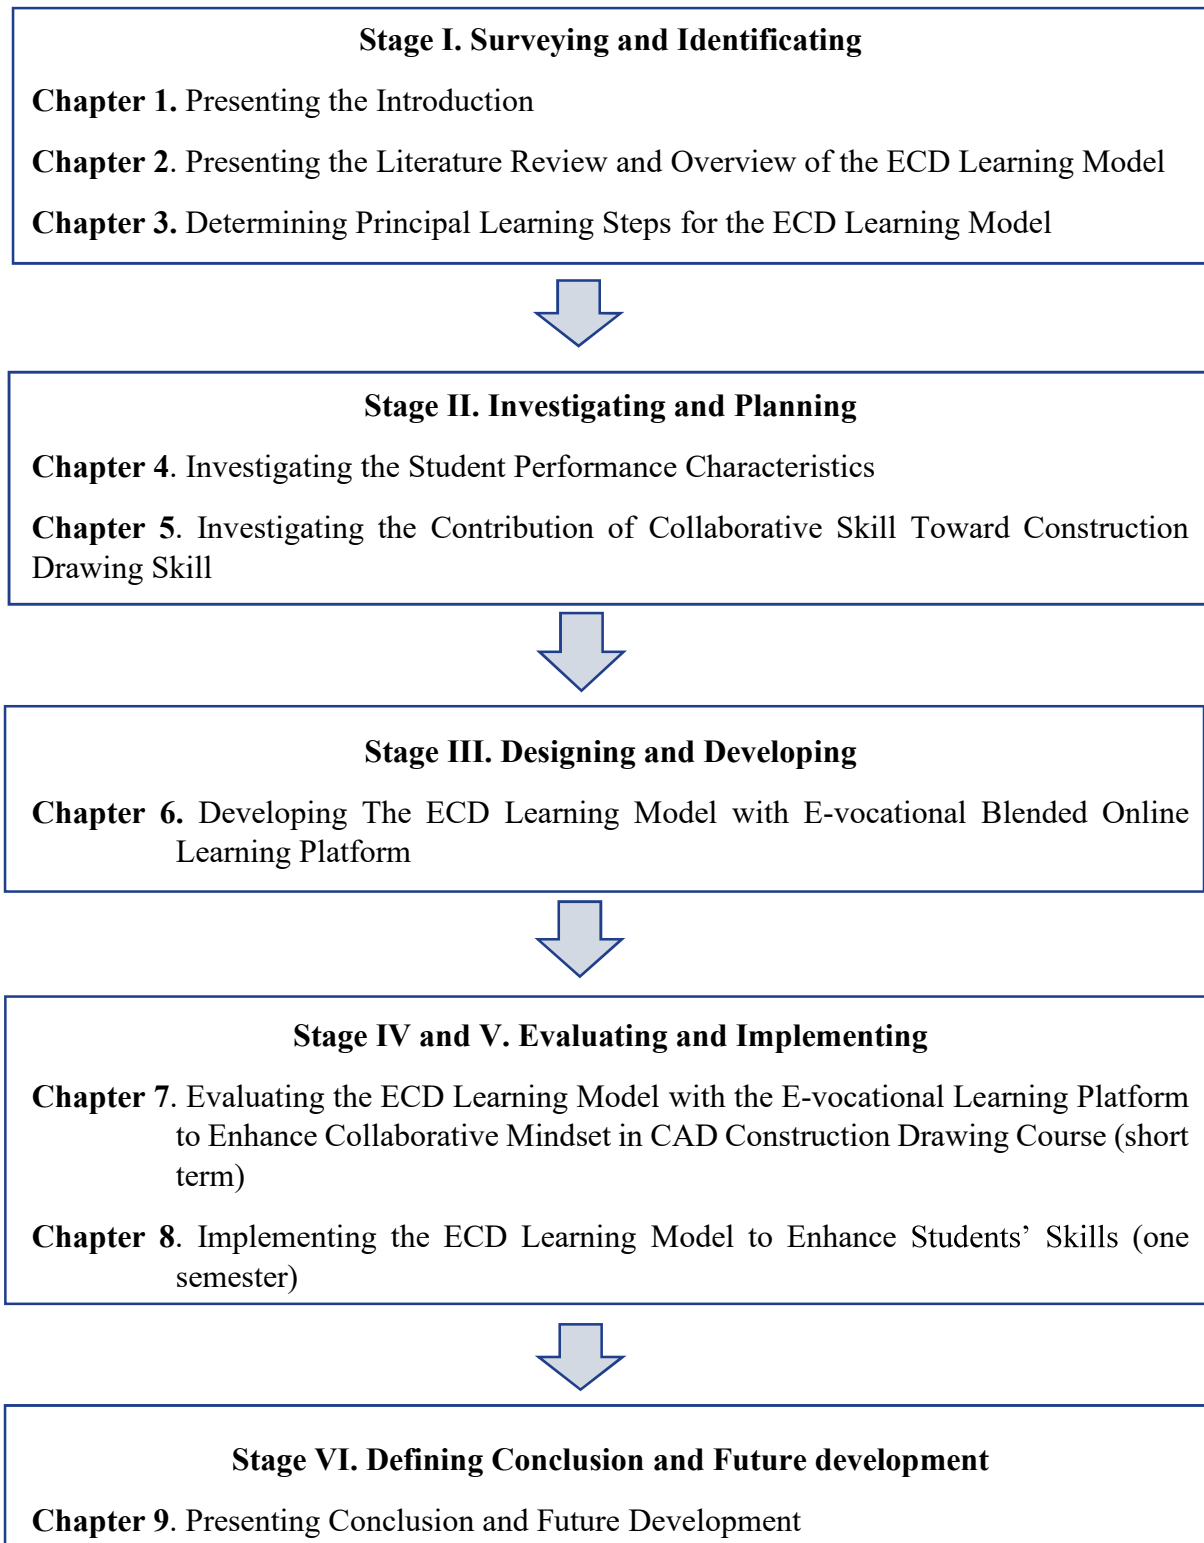 Stage I. Surveying and Identificating
Chapter 1. Presenting the Introduction
Chapter 2. Presenting the Literature Review and Overview of the ECD Learning Model
Chapter 3. Determining Principal Learning Steps for the ECD Learning Model
Stage II. Investigating and Planning
Chapter 4. Investigating the Student Performance Characteristics
Chapter 5. Investigating the Contribution of Collaborative Skill Toward Construction
Drawing Skill
Stage III. Designing and Developing
Chapter 6. Developing The ECD Learning Model with E-vocational Blended Online
Learning Platform
Stage IV and V. Evaluating and Implementing
Chapter 7. Evaluating the ECD Learning Model with the E-vocational Learning Platform
to Enhance Collaborative Mindset in CAD Construction Drawing Course (short
term)
Chapter 8. Implementing the ECD Learning Model to Enhance Students’ Skills (one
semester)
Stage VI. Defining Conclusion and Future development
Chapter 9. Presenting Conclusion and Future Development